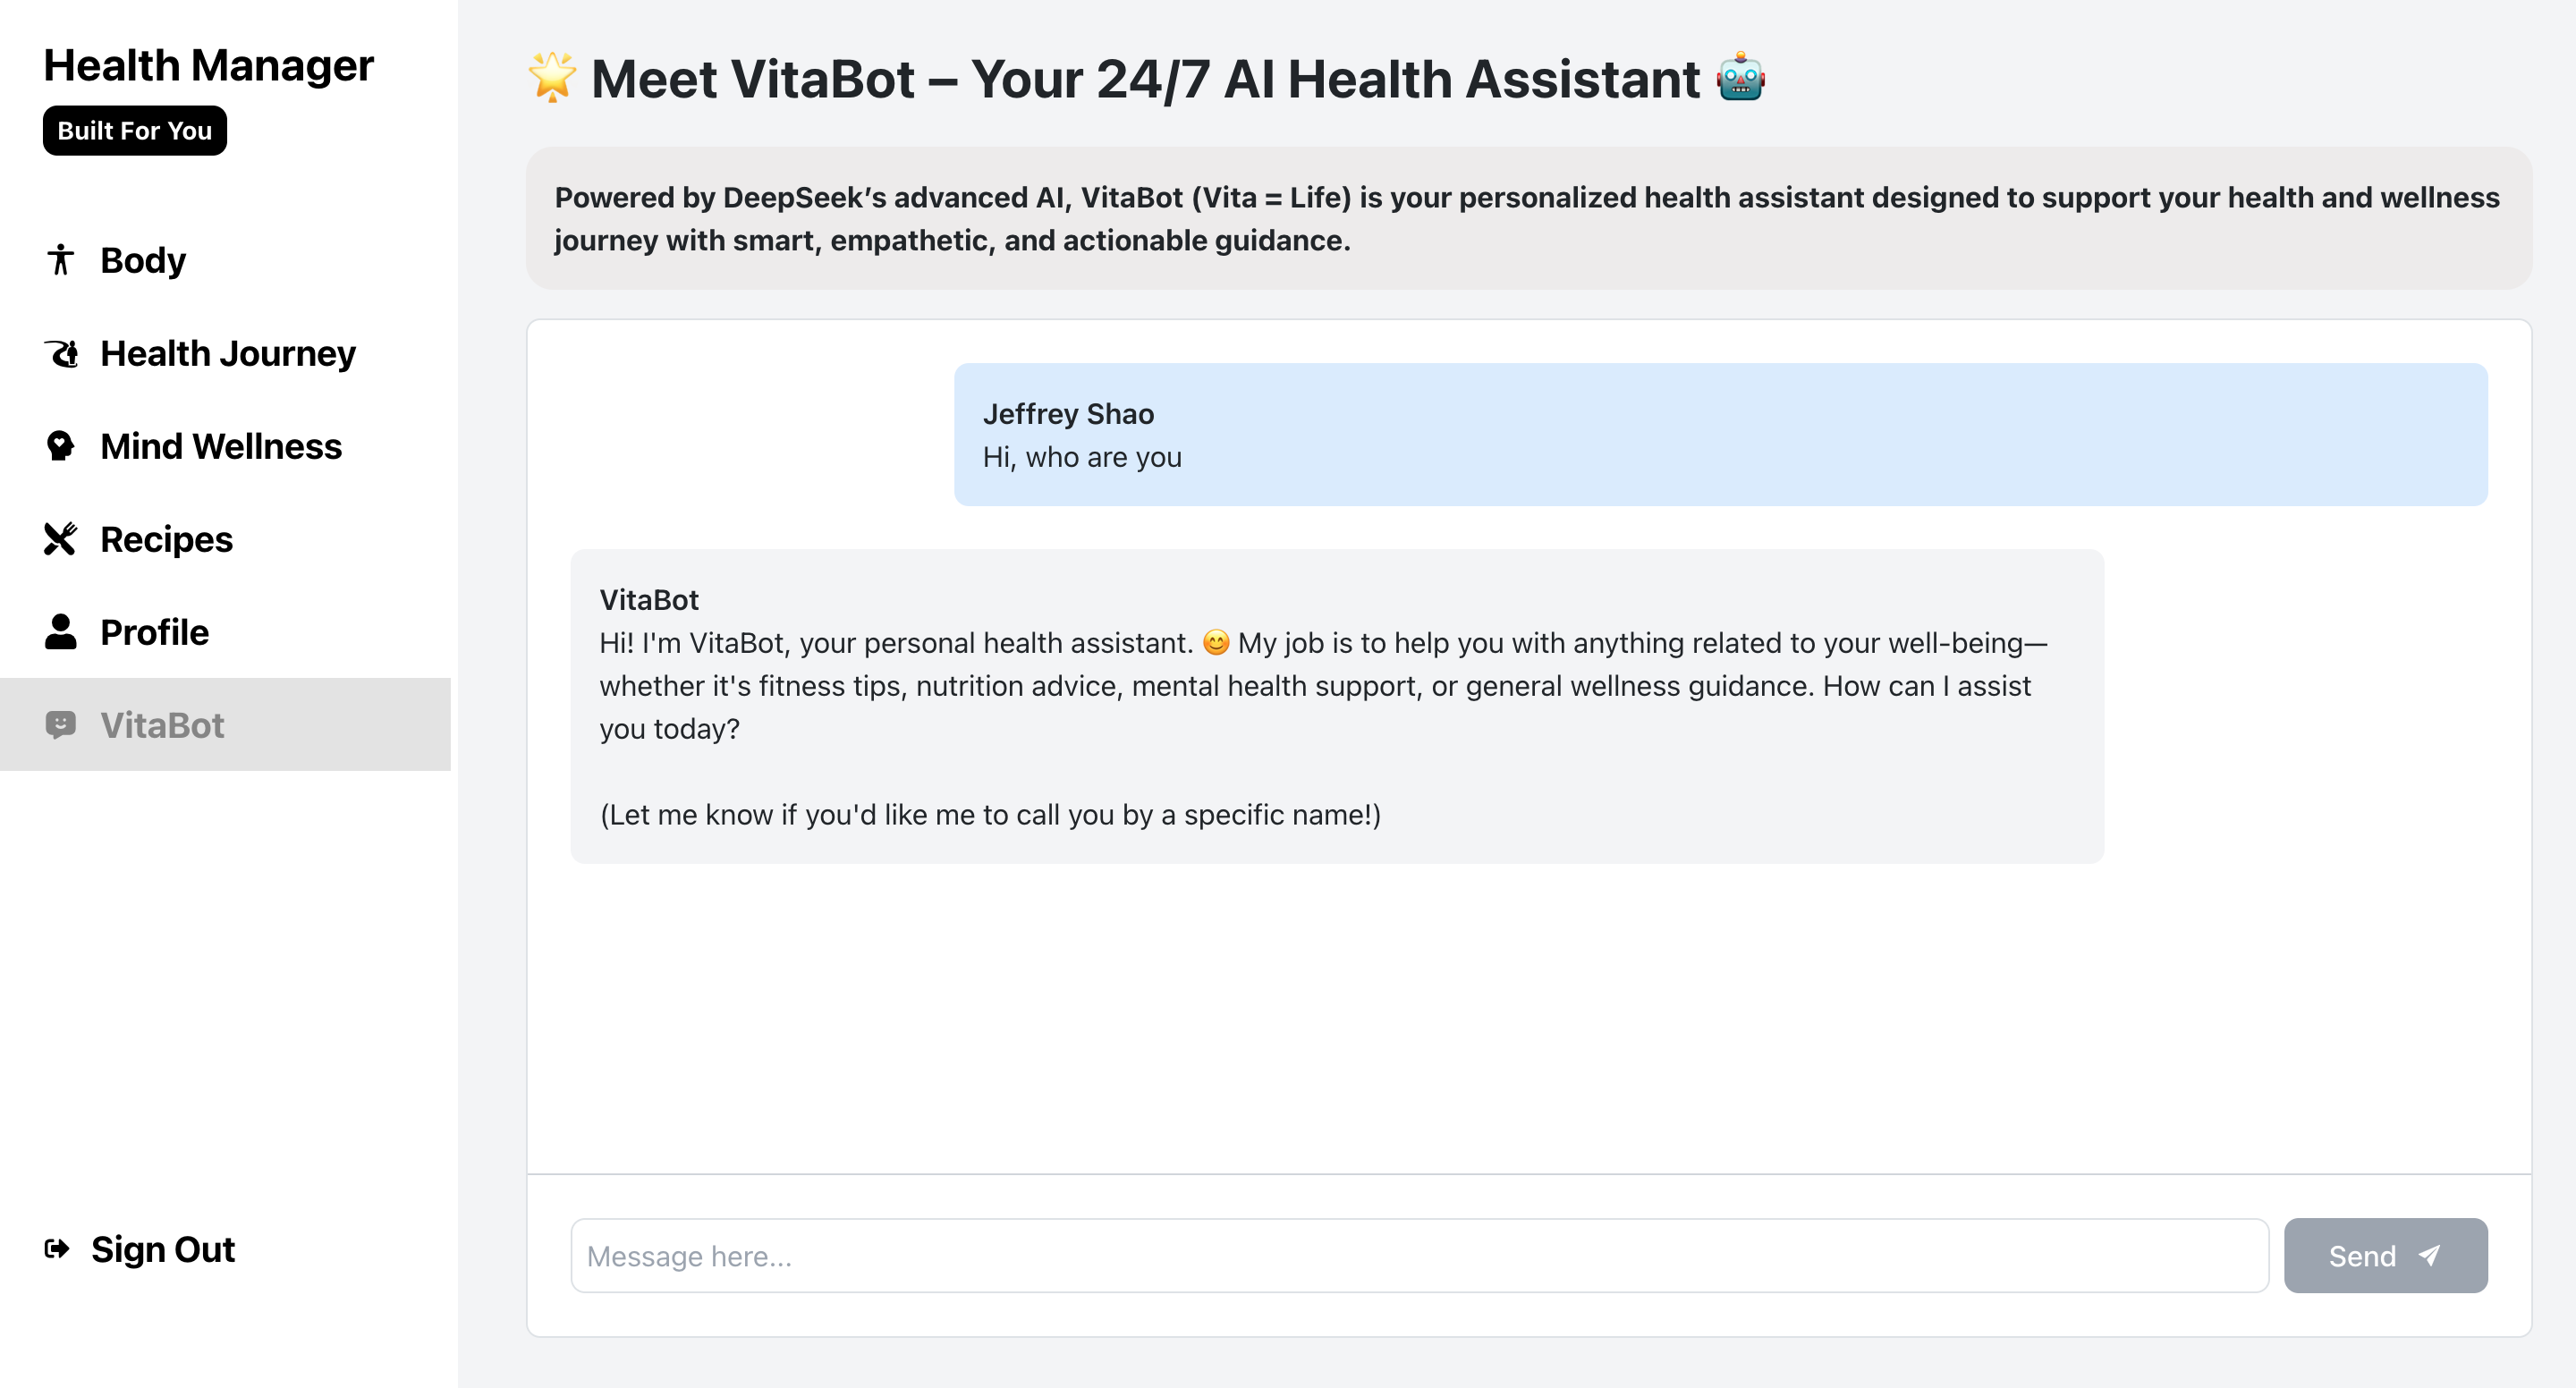 Health Manager
Built For You
Body
Health Journey
Mind Wellness
Recipes
Profile
VitaBot
Sign Out
🌟 Meet VitaBot – Your 24/7 AI Health Assistant 🤖
Powered by DeepSeek’s advanced AI, VitaBot (Vita = Life) is your personalized health assistant designed to support your health and wellness
journey with smart, empathetic, and actionable guidance.
Jeffrey Shao
Hi, who are you
VitaBot
Hi! I'm VitaBot, your personal health assistant. 😊 My job is to help you with anything related to your well-being—
whether it's fitness tips, nutrition advice, mental health support, or general wellness guidance. How can I assist
you today?
(Let me know if you'd like me to call you by a specific name!)
Message here...
Send